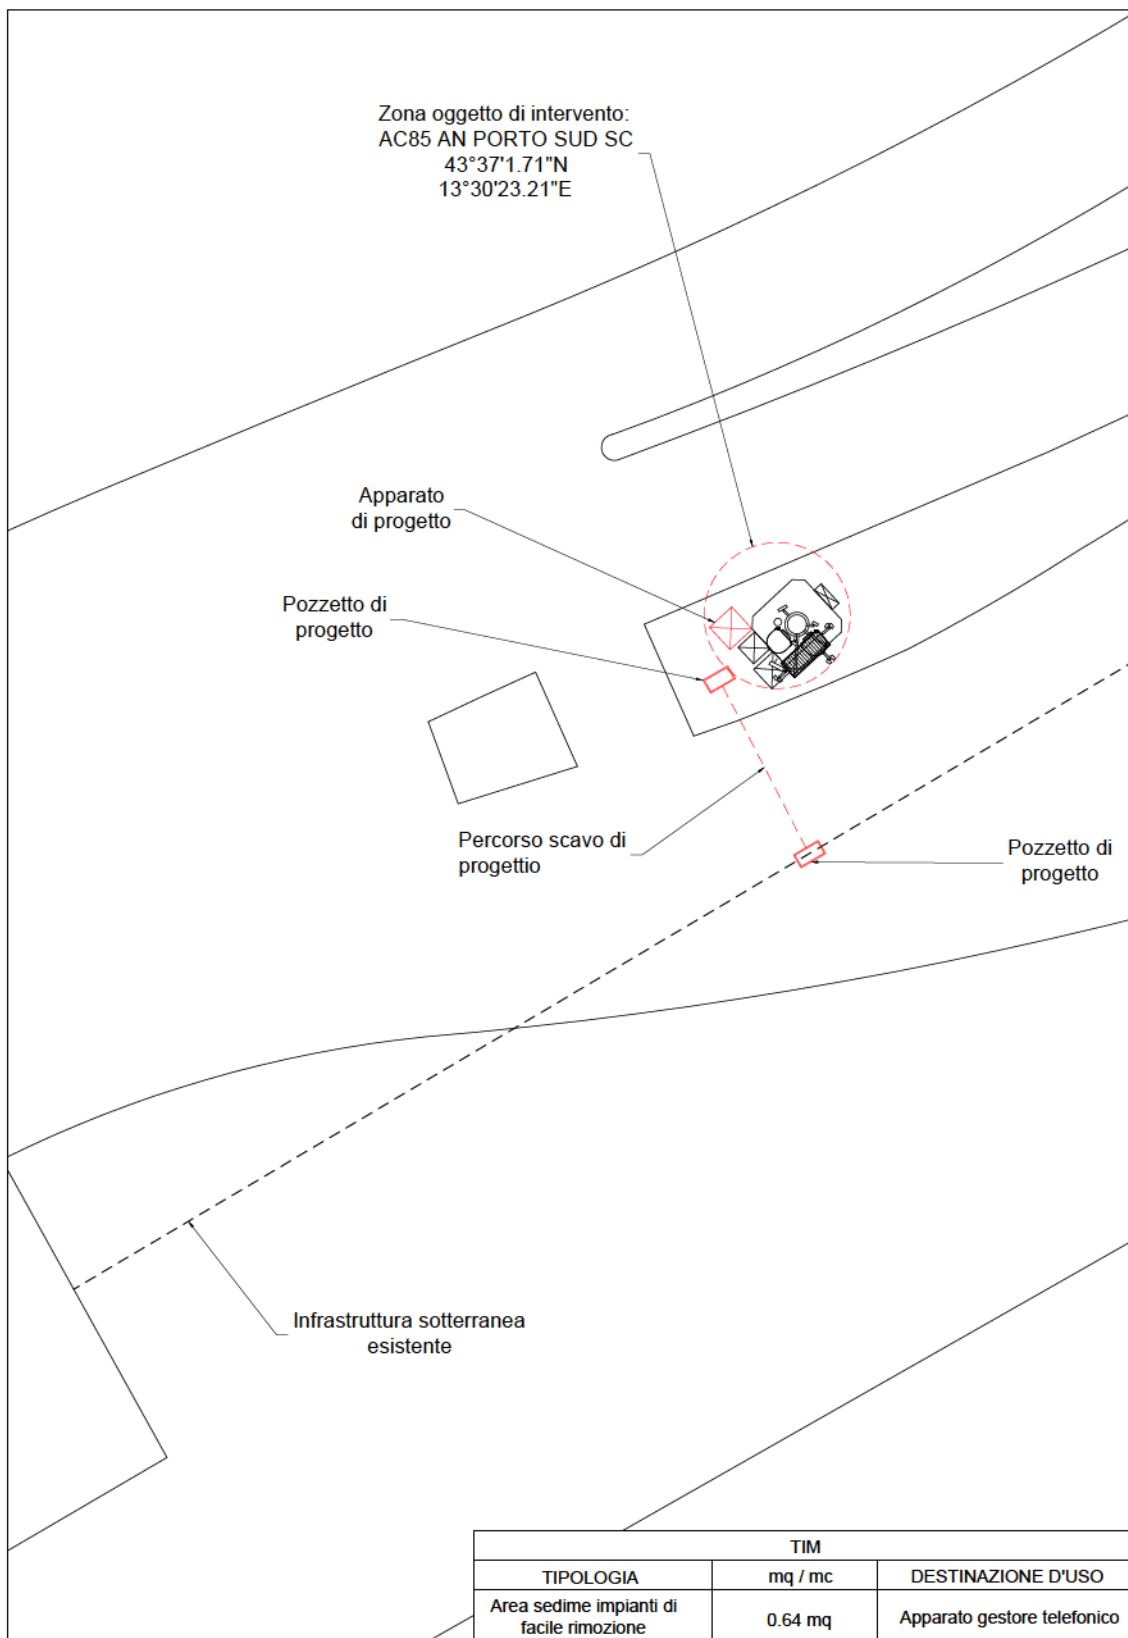 Zona oggetto di intervento:
AC85 AN PORTO SUD SC
43°37'1.71"N
13°30'23.21"E
Apparato
di progetto
Pozzetto di
progetto
Percorso scavo di
progettio
Pozzetto di
progetto
Infrastruttura sotterranea
esistente
TIM
TIPOLOGIA mq / mc DESTINAZIONE D'USO
Area sedime impianti di
facile rimozione 0.64 mq Apparato gestore telefonico